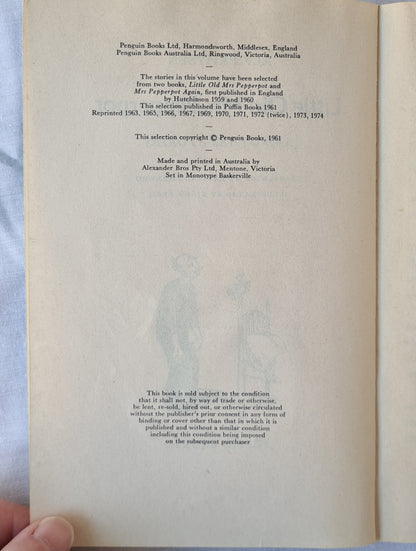 Penguin Books Ltd, Harmondsworth, Middlesex, England
Penguin Books Australia Ltd, Ringwood, Victoria, Australia
—
The stories in this volume have been selected
from two books, Little Old Mrs Pepperpot and
Mrs Pepperpot Again, first published in England
by Hutchinson 1959 and 1960
This selection published in Puffin Books 1961
Reprinted 1963, 1965, 1966, 1967, 1969, 1970, 1971, 1972 (twice), 1973, 1974
—
This selection copyright © Penguin Books, 1961
—
Made and printed in Australia by
Alexander Bros Pty Ltd, Mentone, Victoria
Set in Monotype Baskerville
This book is sold subject to the condition
that it shall not, by way of trade or otherwise,
be lent, re-sold, hired out, or otherwise circulated
without the publisher's prior consent in any form of
binding or cover other than that in which it is
published and without a similar condition
including this condition being imposed
on the subsequent purchaser